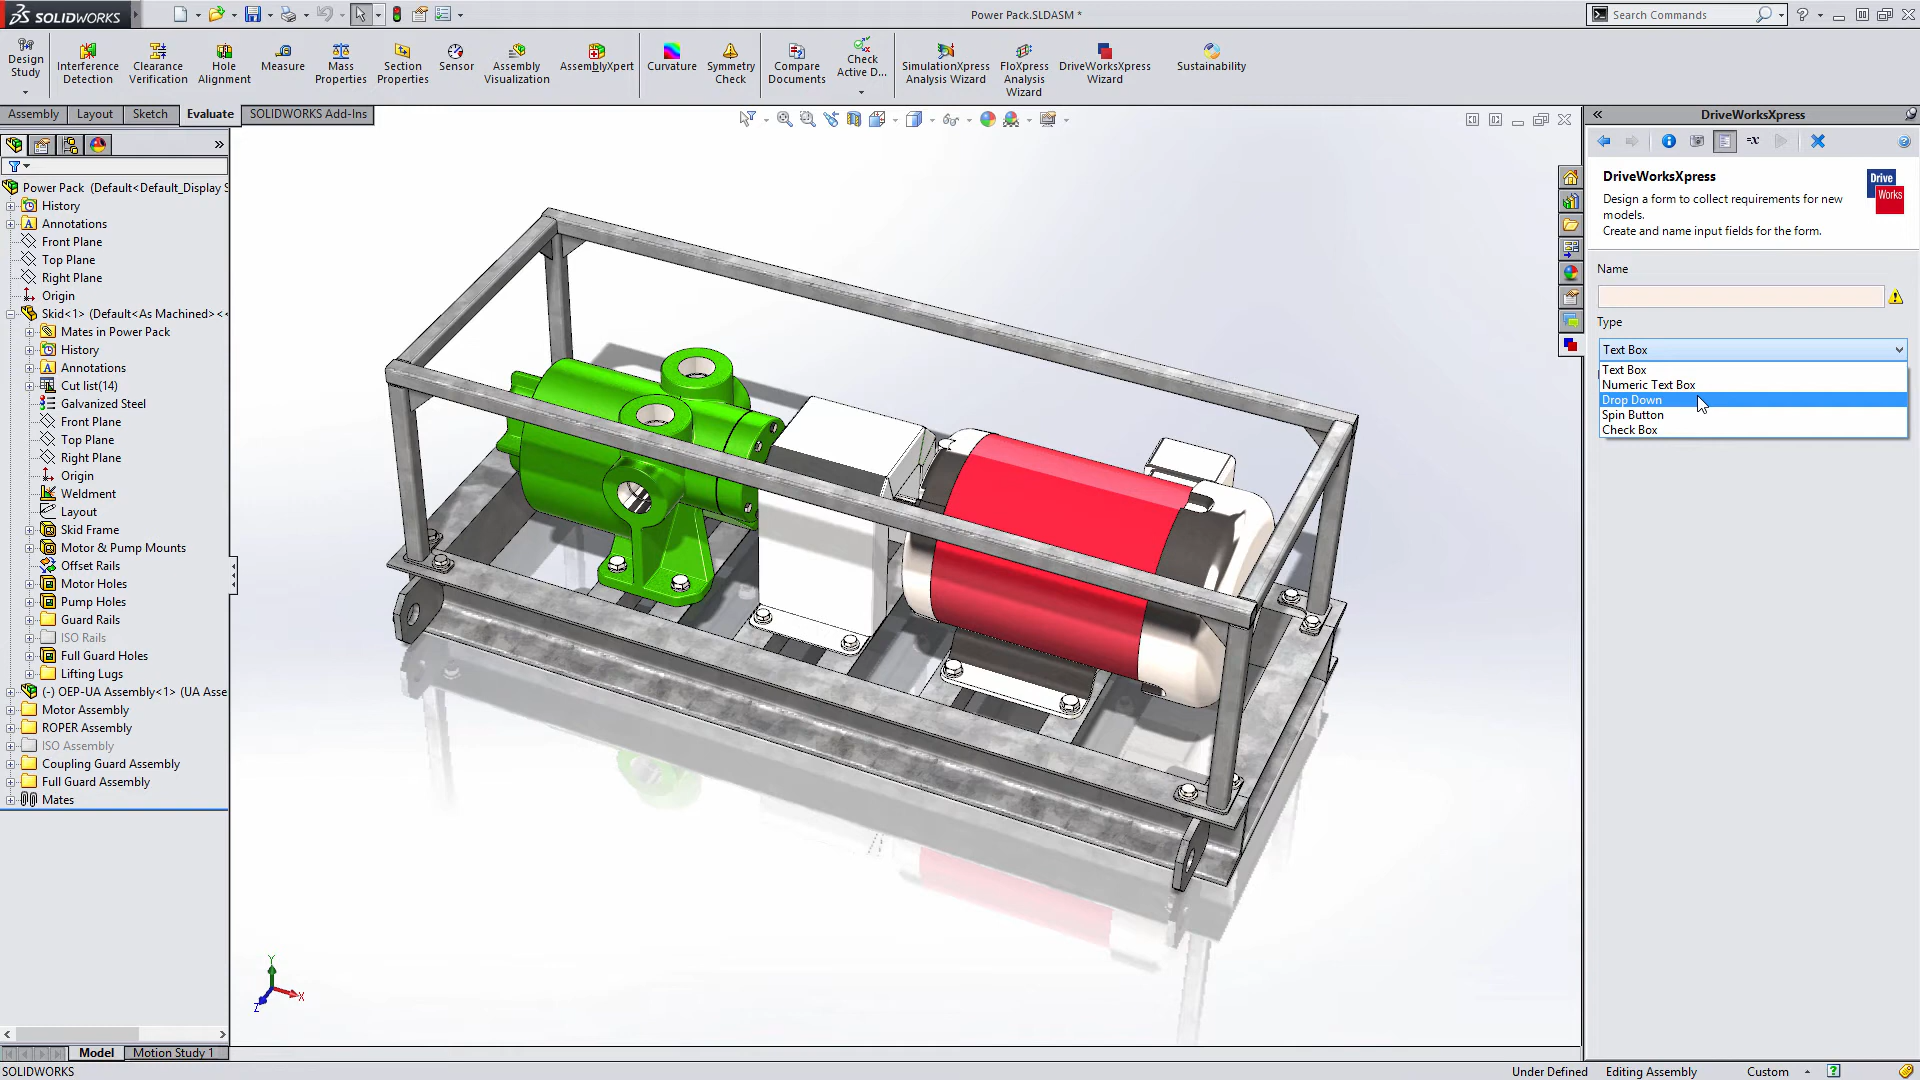 SOLIDWORKS
Power Pack.SLDASM *
Search Commands
Design Study
Interference Detection
Clearance Verification
Hole Alignment
Measure
Mass Properties
Section Properties
Sensor
Assembly Visualization
AssemblyXpert
Curvature
Symmetry Check
Compare Documents
Check Active D...
SimulationXpress Analysis Wizard
FloXpress Analysis Wizard
DriveWorksXpress Wizard
Sustainability
Assembly
Layout
Sketch
Evaluate
SOLIDWORKS Add-Ins
Power Pack (Default<Default_Display S
History
Annotations
Front Plane
Top Plane
Right Plane
Origin
Skid<1> (Default<As Machined><<
Mates in Power Pack
History
Annotations
Cut list(14)
Galvanized Steel
Front Plane
Top Plane
Right Plane
Origin
Weldment
Layout
Skid Frame
Motor & Pump Mounts
Offset Rails
Motor Holes
Pump Holes
Guard Rails
ISO Rails
Full Guard Holes
Lifting Lugs
(-) OEP-UA Assembly<1> (UA Asse
Motor Assembly
ROPER Assembly
ISO Assembly
Coupling Guard Assembly
Full Guard Assembly
Mates
Y
X
Z
DriveWorksXpress
DriveWorksXpress
Drive
Works
Design a form to collect requirements for new
models.
Create and name input fields for the form.
Name
Type
Text Box
Text Box
Numeric Text Box
Drop Down
Spin Button
Check Box
Model
Motion Study 1
SOLIDWORKS
Under Defined
Editing Assembly
Custom